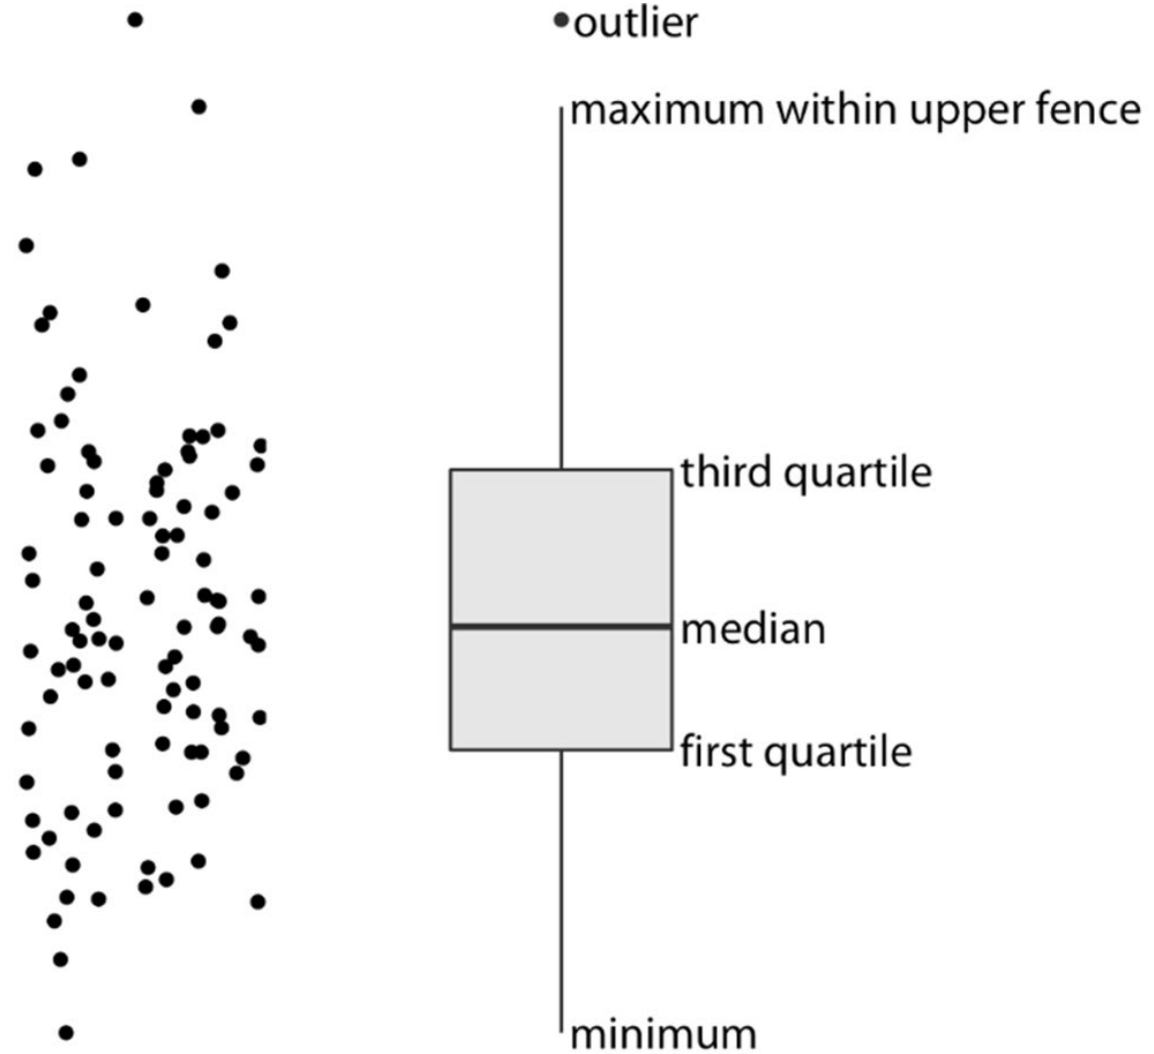 outlier
maximum within upper fence
third quartile
median
first quartile
minimum